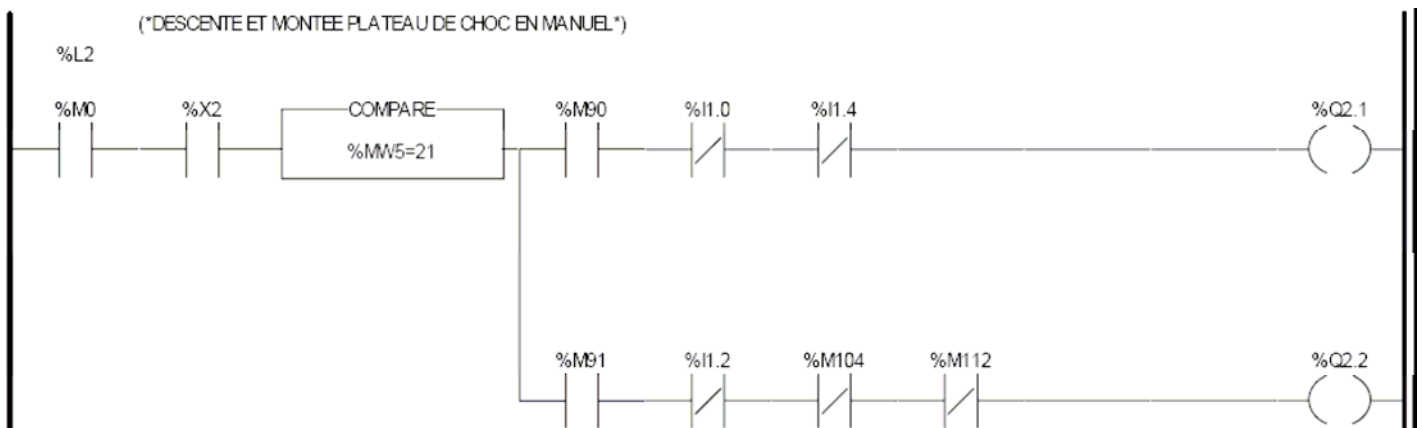 (*DESCENTE ET MONTEE PLATEAU DE CHOC EN MANUEL*)
%L2
%M0 %X2 COMPARE %M90 %I1.0 %I1.4 %Q2.1
%MW5=21
%M91 %I1.2 %M104 %M112 %Q2.2